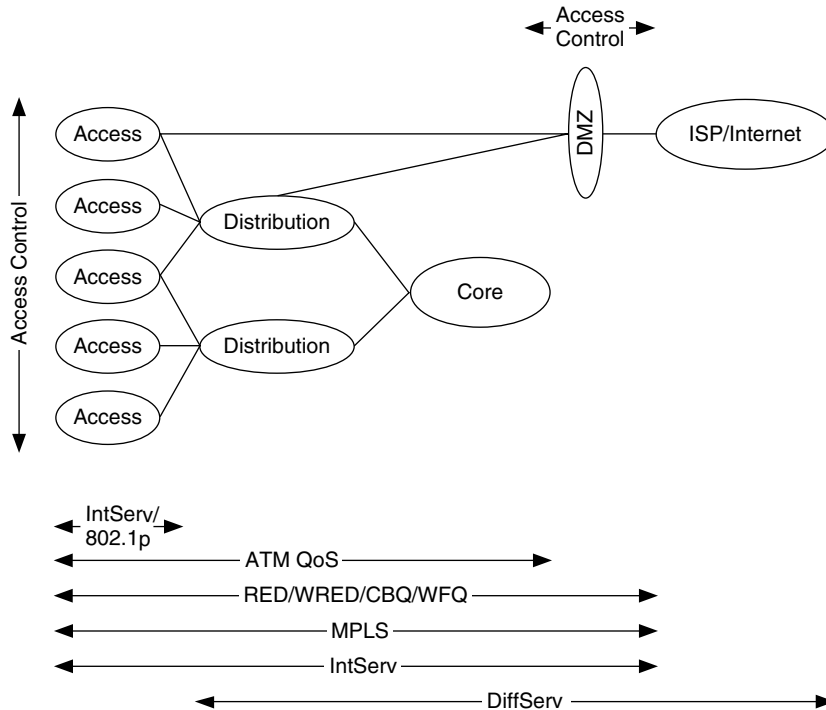 Access
Control
Access Control
DMZ
ISP/Internet
Access
Access
Distribution
Access
Core
Access
Distribution
Access
IntServ/
802.1p
ATM QoS
RED/WRED/CBQ/WFQ
MPLS
IntServ
DiffServ